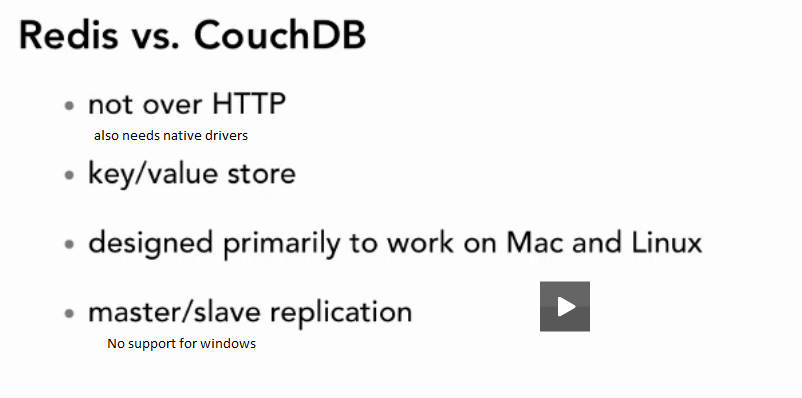 Redis vs. CouchDB
not over HTTP
also needs native drivers
key/value store
designed primarily to work on Mac and Linux
master/slave replication
No support for windows